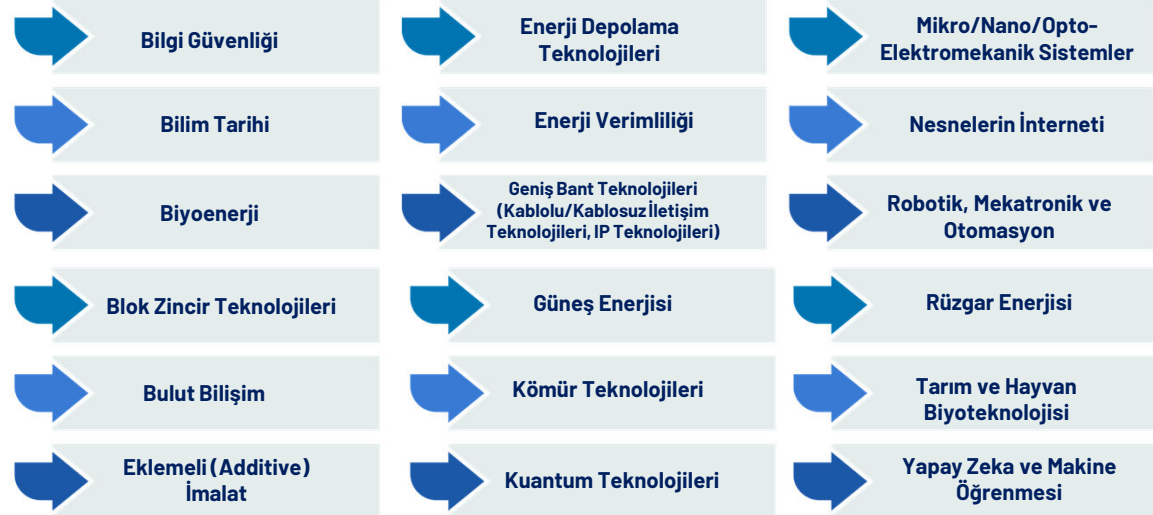 Bilgi Güvenliği
Bilim Tarihi
Biyoenerji
Blok Zincir Teknolojileri
Bulut Bilişim
Eklemeli (Additive)
İmalat
Enerji Depolama
Teknolojileri
Enerji Verimliliği
Geniş Bant Teknolojileri
(Kablolu/Kablosuz İletişim
Teknolojileri, IP Teknolojileri)
Güneş Enerjisi
Kömür Teknolojileri
Kuantum Teknolojileri
Mikro/Nano/Opto-
Elektromekanik Sistemler
Nesnelerin İnterneti
Robotik, Mekatronik ve
Otomasyon
Rüzgar Enerjisi
Tarım ve Hayvan
Biyoteknolojisi
Yapay Zeka ve Makine
Öğrenmesi